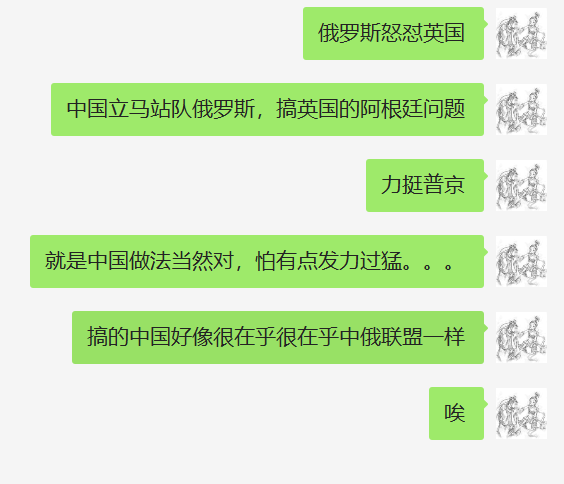 俄罗斯怒怼英国
中国立马站队俄罗斯，搞英国的阿根廷问题
力挺普京
就是中国做法当然对，怕有点发力过猛。。。
搞的中国好像很在乎很在乎中俄联盟一样
唉